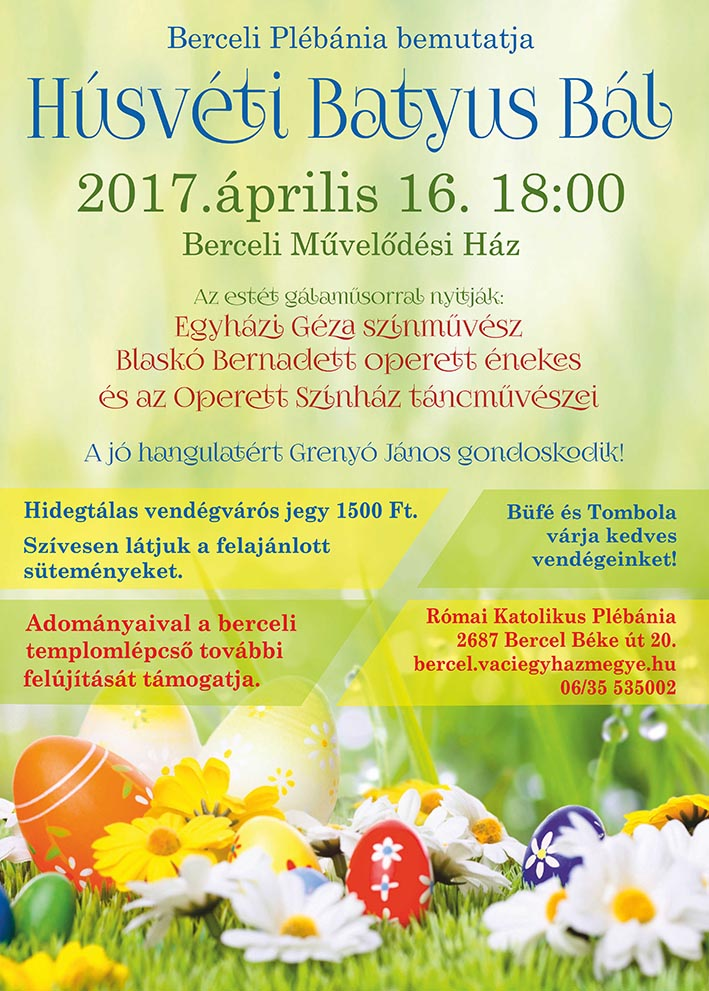 Berceli Plébánia bemutatja
Húsvéti Batyus Bál
2017.április 16. 18:00
Berceli Művelődési Ház
Az estét gálaműsorral nyitják:
Egyházi Géza színművész
Blaskó Bernadett operett énekes
és az Operett Színház táncművészei
A jó hangulatért Grenyó János gondoskodik!
Hidegtálas vendégvárós jegy 1500 Ft.
Szívesen látjuk a felajánlott
süteményeket.
Büfé és Tombola
várja kedves
vendégeinket!
Adományaival a berceli
templomlépcső további
felújítását támogatja.
Római Katolikus Plébánia
2687 Bercel Béke út 20.
bercel.vaciegyhazmegye.hu
06/35 535002